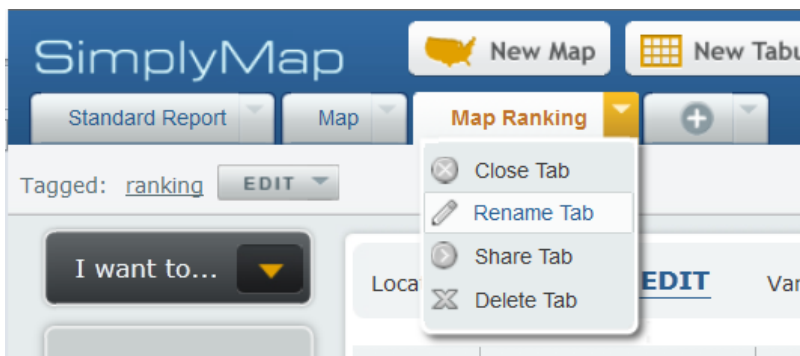 SimplyMap
New Map
New Tabu
Standard Report
Map
Map Ranking
Tagged: ranking
EDIT
Close Tab
Rename Tab
Share Tab
Delete Tab
I want to...
Loca
EDIT
Var